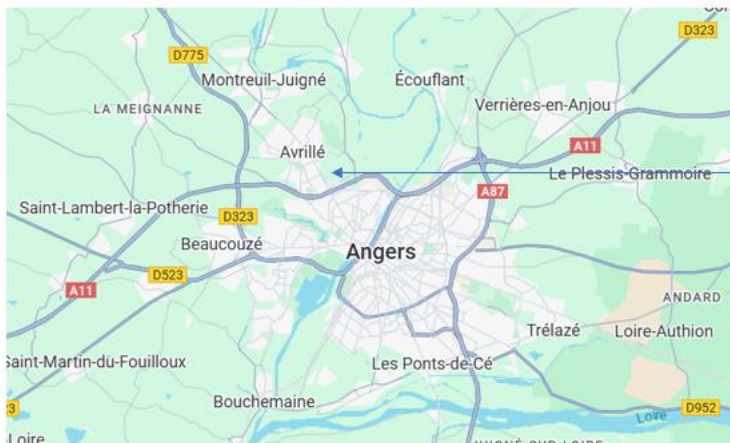 D323
D775
Montreuil-Juigné
Écouflant
LA MEIGNANNE
Verrières-en-Anjou
Avrillé
A11
Le Plessis-Grammoire
A87
Saint-Lambert-la-Potherie
D323
Beaucouzé
Angers
D523
A11
ANDARD
Trélazé
Loire-Authion
Saint-Martin-du-Fouilloux
Les Ponts-de-Cé
Bouchemaine
D952
Loire